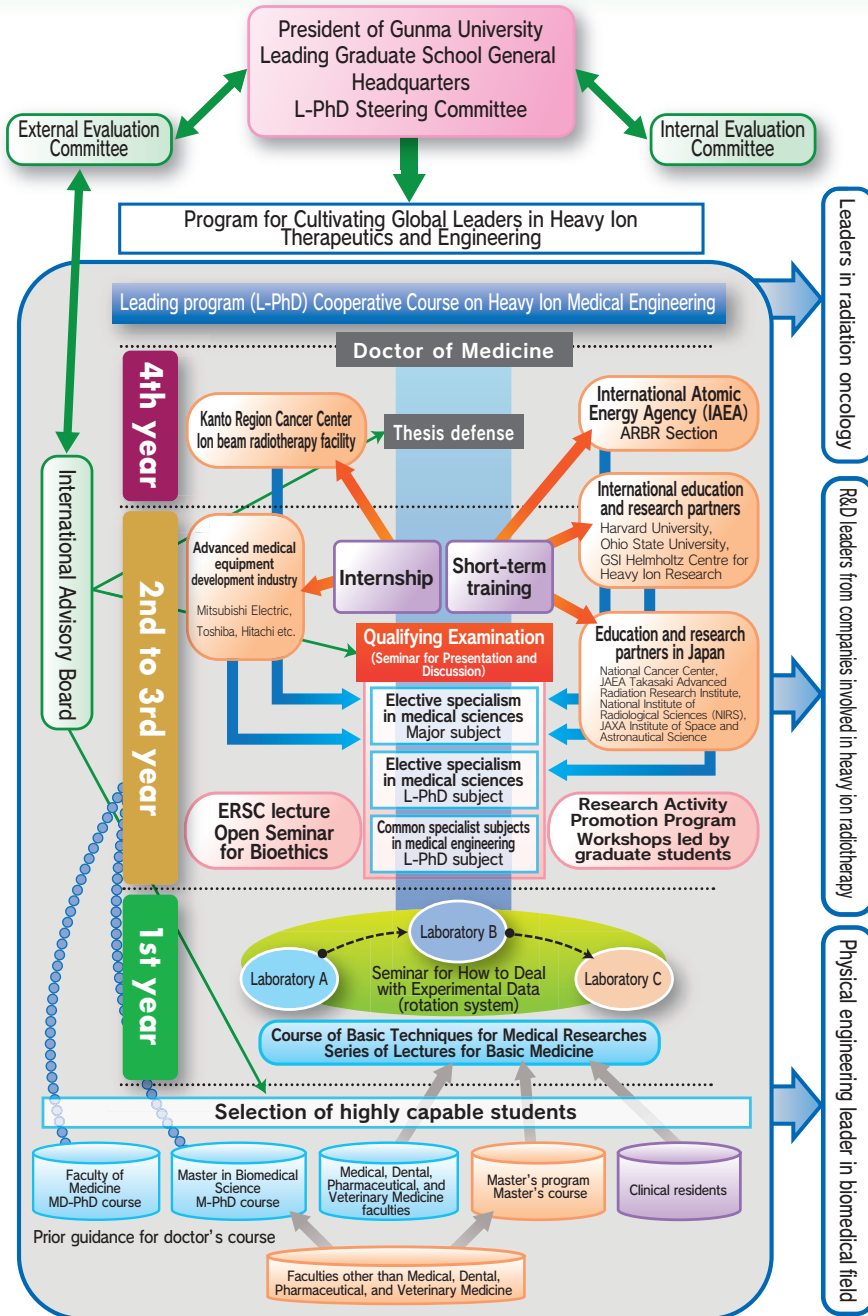 President of Gunma University
Leading Graduate School General
Headquarters
L-PhD Steering Committee
External Evaluation
Committee
Internal Evaluation
Committee
Program for Cultivating Global Leaders in Heavy Ion
Therapeutics and Engineering
Leading program (L-PhD) Cooperative Course on Heavy Ion Medical Engineering
Doctor of Medicine
4th year
Kanto Region Cancer Center
Ion beam radiotherapy facility
Thesis defense
International Atomic
Energy Agency (IAEA)
ARBR Section
International education
and research partners
Harvard University,
Ohio State University,
GSI Helmholtz Centre for
Heavy Ion Research
International Advisory Board
2nd to 3rd year
Advanced medical
equipment
development industry
Mitsubishi Electric,
Toshiba, Hitachi etc.
Internship
Short-term
training
Qualifying Examination
(Seminar for Presentation and
Discussion)
Education and research
partners in Japan
National Cancer Center,
JAEA Takasaki Advanced
Radiation Research Institute,
National Institute of
Radiological Sciences (NIRS),
JAXA Institute of Space and
Astronautical Science
Elective specialism
in medical sciences
Major subject
Elective specialism
in medical sciences
L-PhD subject
Common specialist subjects
in medical engineering
L-PhD subject
ERSC lecture
Open Seminar
for Bioethics
Research Activity
Promotion Program
Workshops led by
graduate students
1st year
Laboratory A
Laboratory B
Laboratory C
Seminar for How to Deal
with Experimental Data
(rotation system)
Course of Basic Techniques for Medical Researches
Series of Lectures for Basic Medicine
Selection of highly capable students
Faculty of
Medicine
MD-PhD course
Master in Biomedical
Science
M-PhD course
Medical, Dental,
Pharmaceutical, and
Veterinary Medicine
faculties
Master's program
Master's course
Clinical residents
Prior guidance for doctor's course
Faculties other than Medical, Dental,
Pharmaceutical, and Veterinary Medicine
Leaders in radiation oncology
R&D leaders from companies involved in heavy ion radiotherapy
Physical engineering leader in biomedical field